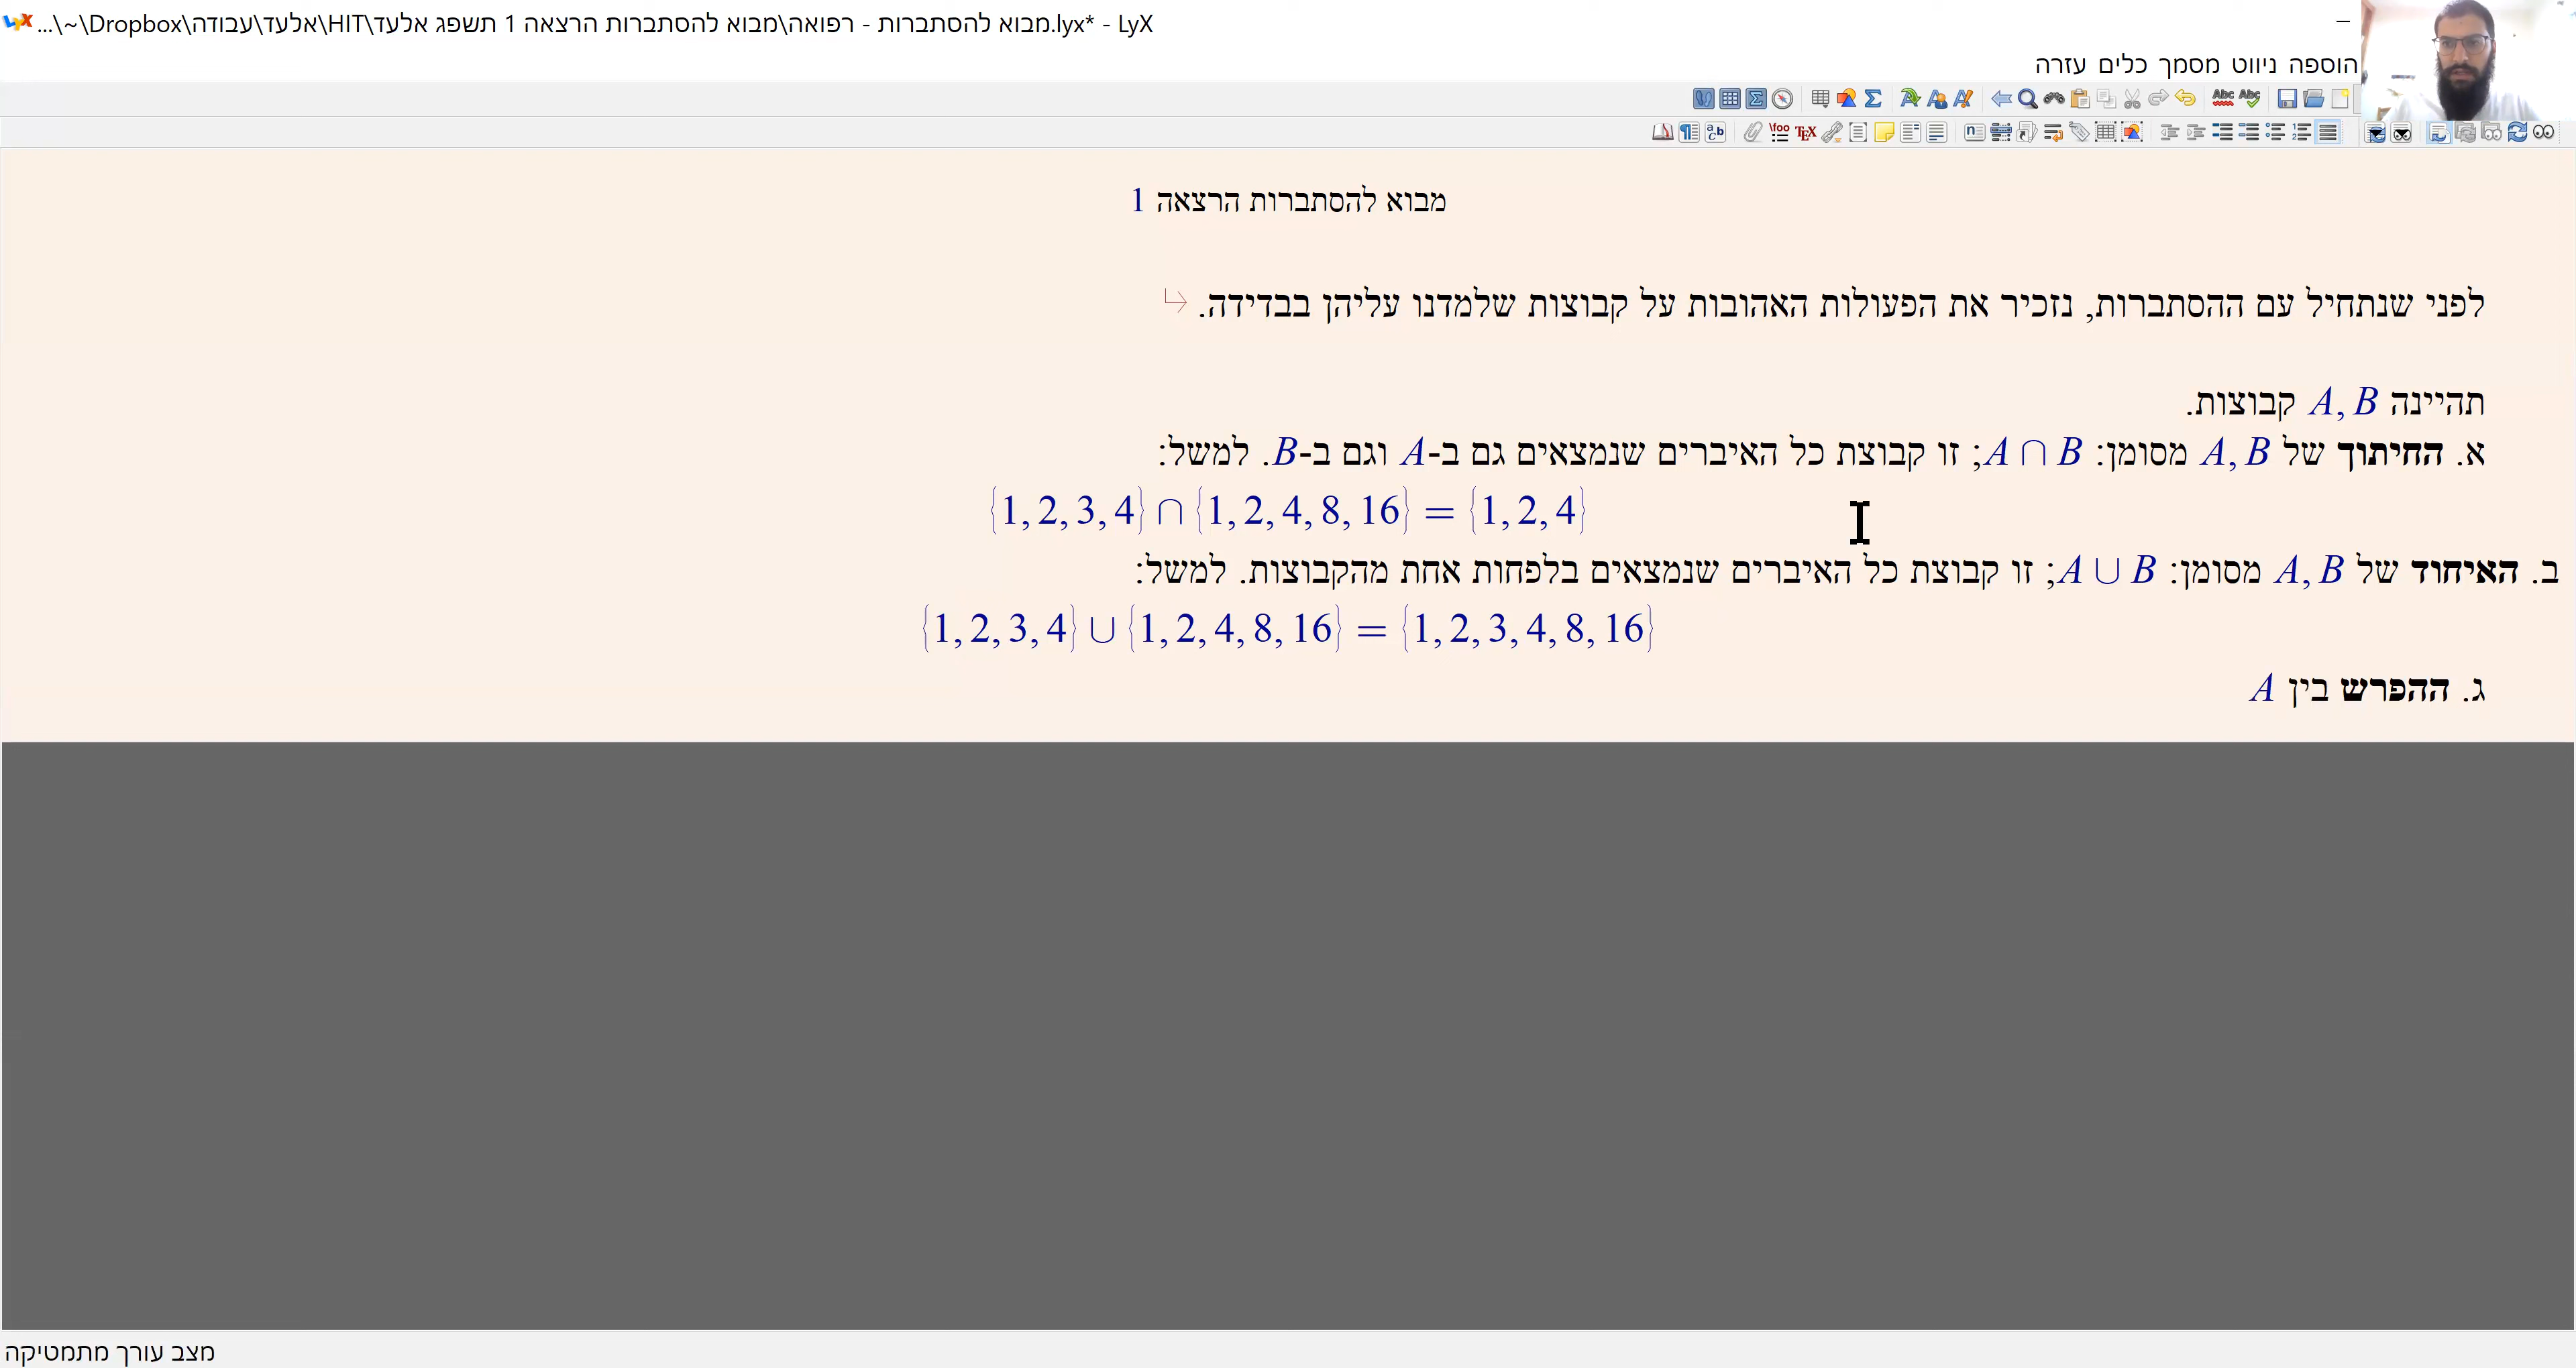 מבוא להסתברות - רפואה\מבוא להסתברות הרצאה 1 תשפג אלעד\HIT\אלעד\עבודה\Dropbox\~\... .lyx* - LyX
הוספה ניווט מסמך כלים עזרה
מבוא להסתברות הרצאה 1
לפני שנתחיל עם ההסתברות, נזכיר את הפעולות האהובות על קבוצות שלמדנו עליהן בבדידה.
תהיינה A, B קבוצות.
א. החיתוך של A, B מסומן: A ∩ B; זו קבוצת כל האיברים שנמצאים גם ב-A וגם ב-B. למשל:
{1, 2, 3, 4} ∩ {1, 2, 4, 8, 16} = {1, 2, 4}
ב. האיחוד של A, B מסומן: A ∪ B; זו קבוצת כל האיברים שנמצאים בלפחות אחת מהקבוצות. למשל:
{1, 2, 3, 4} ∪ {1, 2, 4, 8, 16} = {1, 2, 3, 4, 8, 16}
ג. ההפרש בין A
מצב עורך מתמטיקה